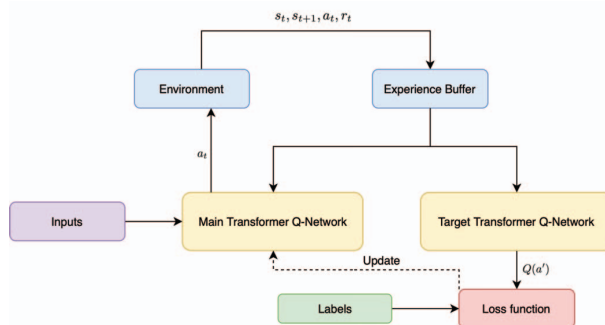 s_t, s_{t+1}, a_t, r_t
Environment
Experience Buffer
a_t
Inputs
Main Transformer Q-Network
Target Transformer Q-Network
Update
Q(a')
Labels
Loss function